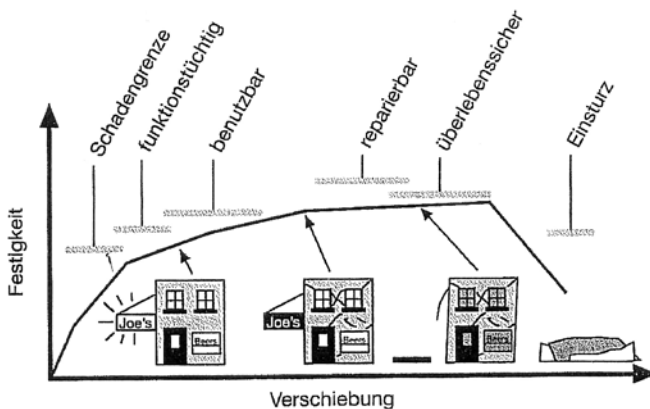 Schadengrenze
funktionstüchtig
benutzbar
reparierbar
überlebenssicher
Einsturz
Festigkeit
Joe's
Beers
Joe's
Beers
Beers
Verschiebung